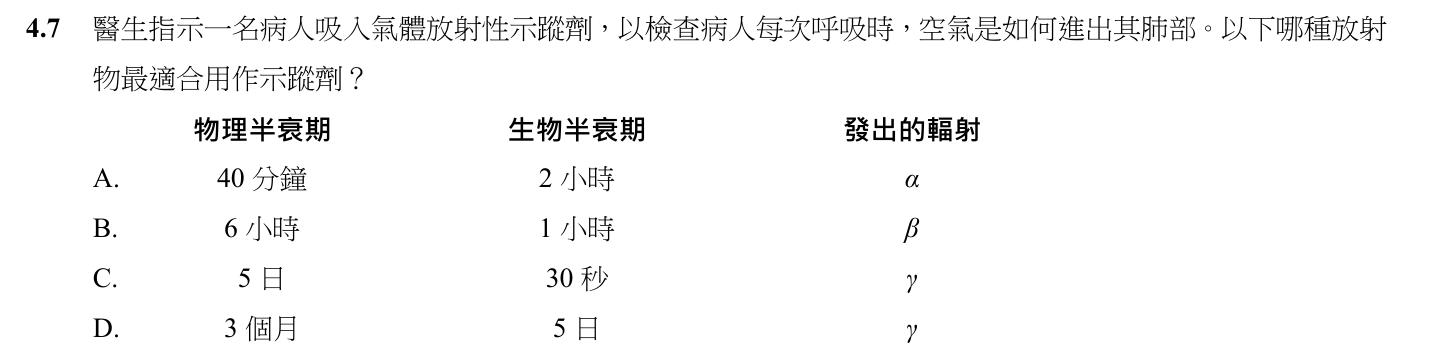 4.7 醫生指示一名病人吸入氣體放射性示蹤劑，以檢查病人每次呼吸時，空氣是如何進出其肺部。以下哪種放射
物最適合用作示蹤劑？
物理半衰期 生物半衰期 發出的輻射
A. 40 分鐘 2 小時 α
B. 6 小時 1 小時 β
C. 5 日 30 秒 γ
D. 3 個月 5 日 γ